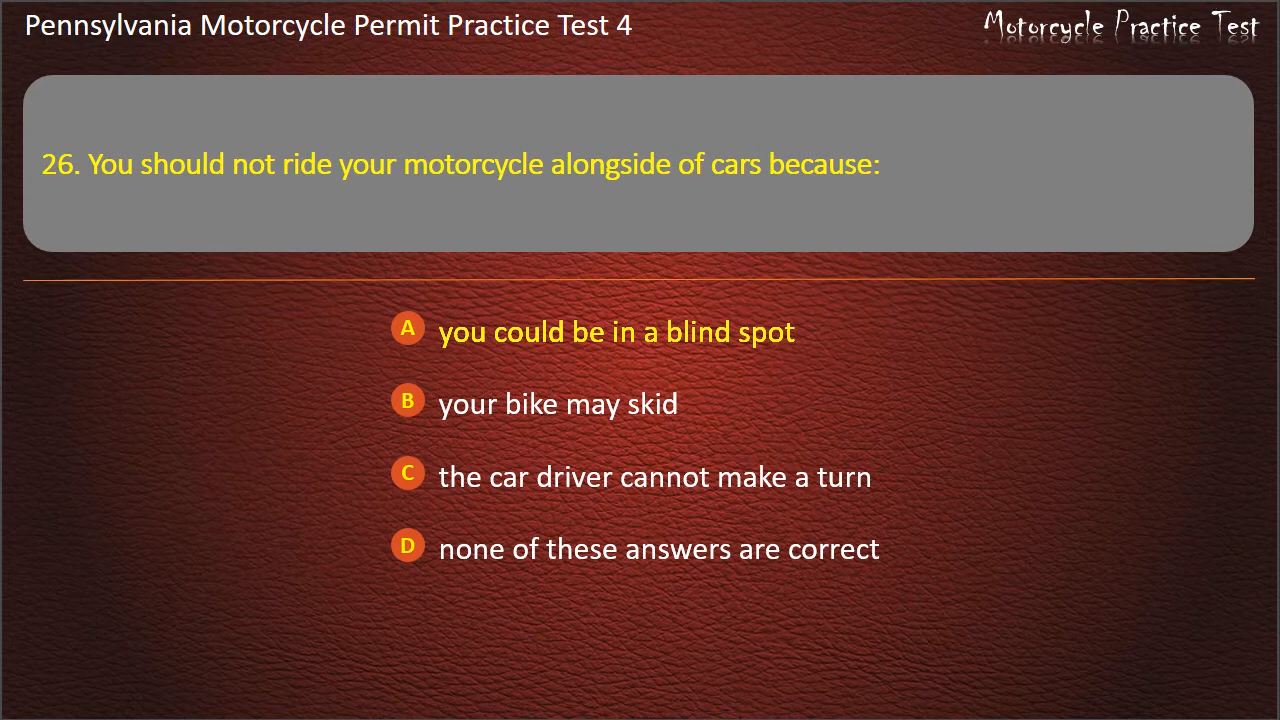 Pennsylvania Motorcycle Permit Practice Test 4
Motorcycle Practice Test
26. You should not ride your motorcycle alongside of cars because:
A you could be in a blind spot
B your bike may skid
C the car driver cannot make a turn
D none of these answers are correct